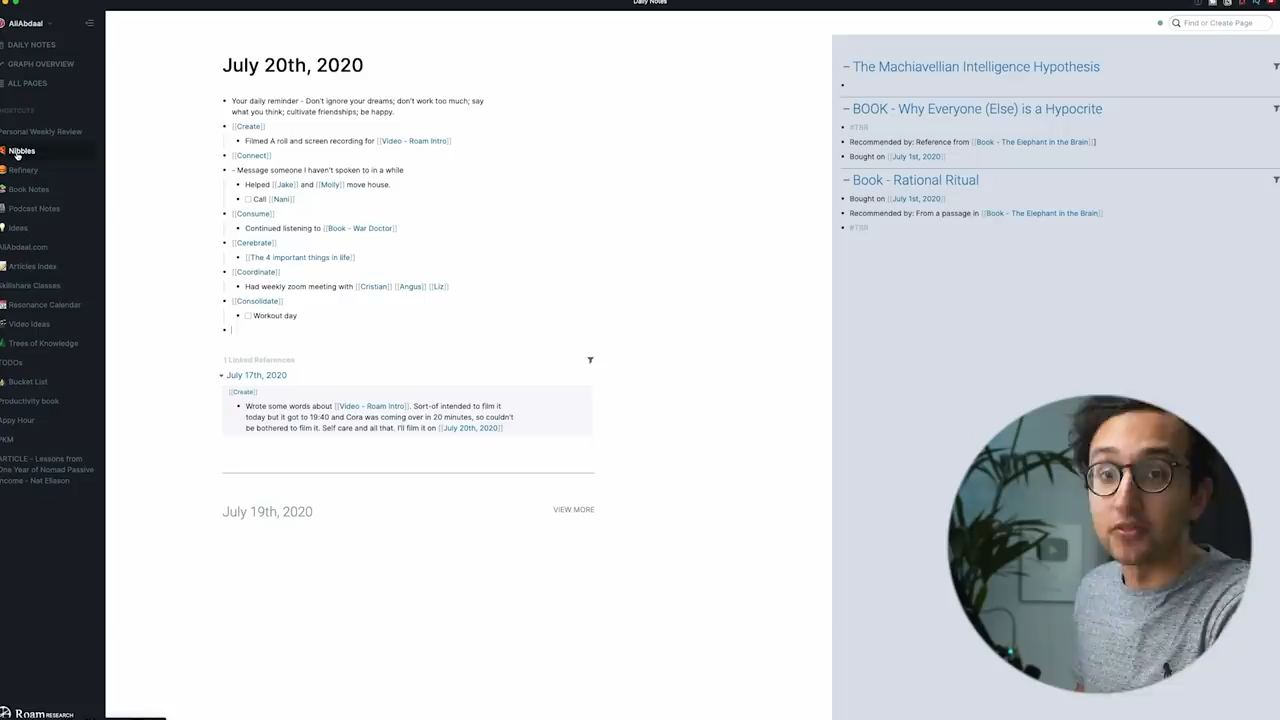 Daily Notes
AliAbdaal
DAILY NOTES
GRAPH OVERVIEW
ALL PAGES
SHORTCUTS
Personal Weekly Review
Nibbles
Refinery
Book Notes
Podcast Notes
Ideas
AliAbdaal.com
Articles Index
Skillshare Classes
Resonance Calendar
Video Ideas
Trees of Knowledge
TODOs
Bucket List
Productivity book
Appy Hour
PKM
ARTICLE - Lessons from
One Year of Nomad Passive
Income - Nat Eliason
Roam RESEARCH
July 20th, 2020
Your daily reminder - Don't ignore your dreams; don't work too much; say
what you think; cultivate friendships; be happy.
[[Create]]
Filmed A roll and screen recording for [[Video - Roam Intro]]
[[Connect]]
- Message someone I haven't spoken to in a while
Helped [[Jake]] and [[Molly]] move house.
Call [[Nani]]
[[Consume]]
Continued listening to [[Book - War Doctor]]
[[Cerebrate]]
[[The 4 important things in life]]
[[Coordinate]]
Had weekly zoom meeting with [[Cristian]] [[Angus]] [[Liz]]
[[Consolidate]]
Workout day
1 Linked References
July 17th, 2020
[[Create]]
Wrote some words about [[Video - Roam Intro]]. Sort-of intended to film it
today but it got to 19:40 and Cora was coming over in 20 minutes, so couldn't
be bothered to film it. Self care and all that. I'll film it on [[July 20th, 2020]]
July 19th, 2020
VIEW MORE
Find or Create Page
– The Machiavellian Intelligence Hypothesis
– BOOK - Why Everyone (Else) is a Hypocrite
#TBR
Recommended by: Reference from [[Book - The Elephant in the Brain]]]
Bought on [[July 1st, 2020]]
– Book - Rational Ritual
Bought on [[July 1st, 2020]]
Recommended by: From a passage in [[Book - The Elephant in the Brain]]
#TBR